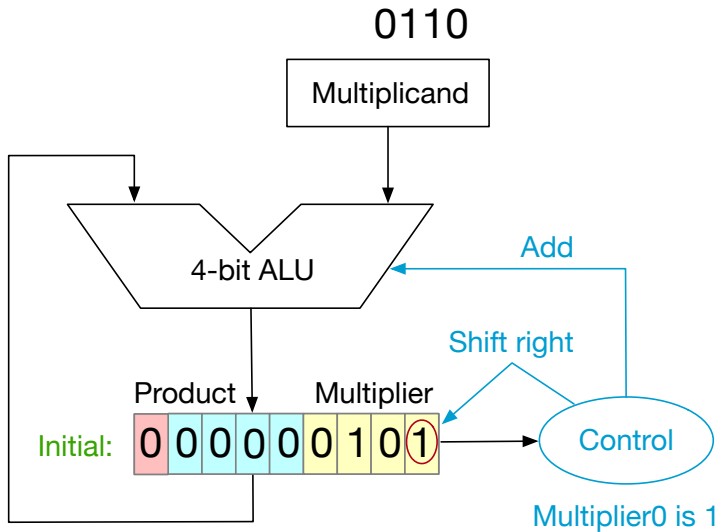 0110
Multiplicand
4-bit ALU
Add
Shift right
Product Multiplier
Initial: 0 0 0 0 0 0 1 0 1
Control
Multiplier0 is 1